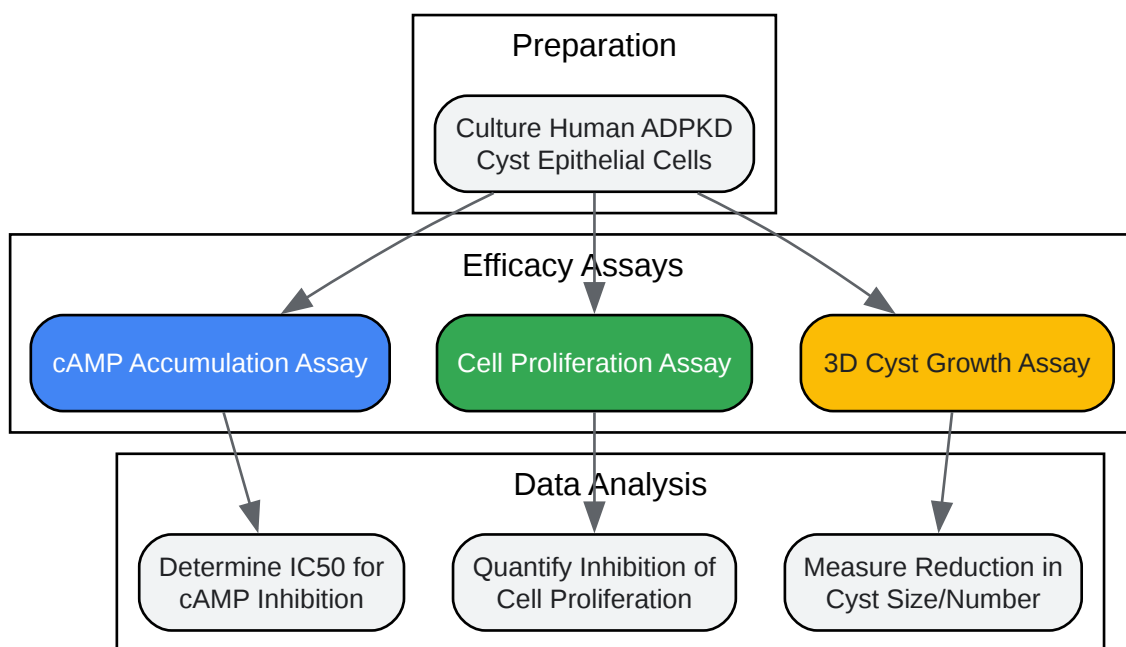 Preparation
Culture Human ADPKD
Cyst Epithelial Cells
Efficacy Assays
cAMP Accumulation Assay
Cell Proliferation Assay
3D Cyst Growth Assay
Data Analysis
Determine IC50 for
cAMP Inhibition
Quantify Inhibition of
Cell Proliferation
Measure Reduction in
Cyst Size/Number